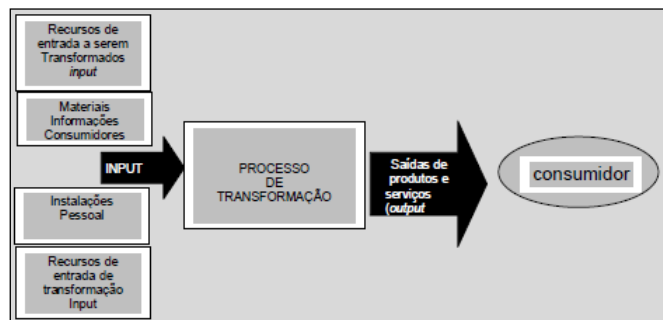 Recursos de
entrada a serem
Transformados
input
Materiais
Informações
Consumidores
INPUT
Instalações
Pessoal
Recursos de
entrada de
transformação
Input
PROCESSO
DE
TRANSFORMAÇÃO
Saídas de
produtos e
serviços
(output
consumidor